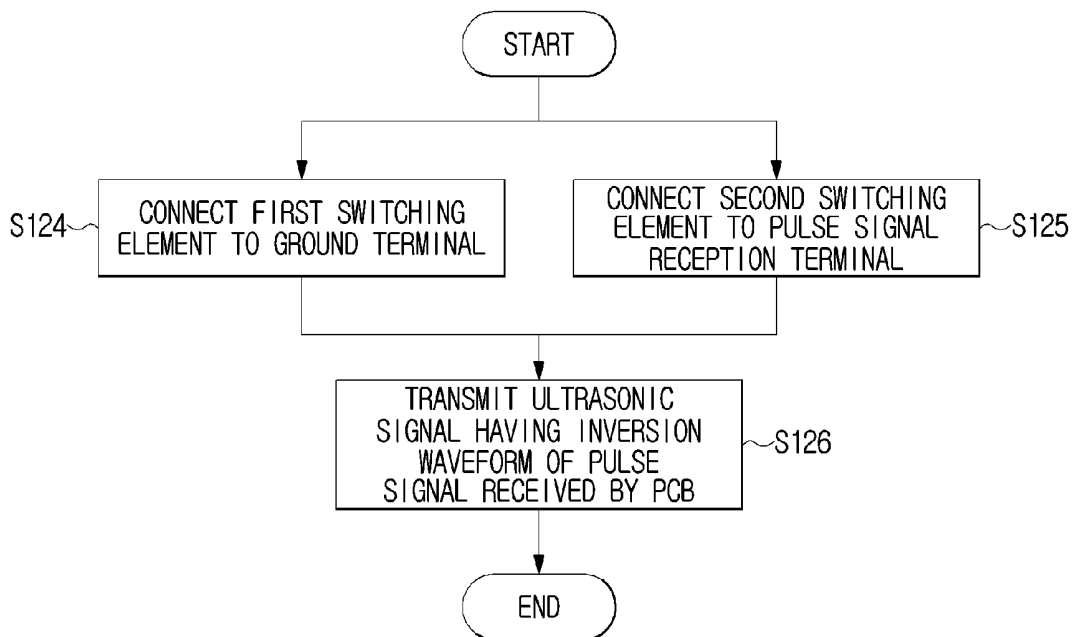 START
S124
CONNECT FIRST SWITCHING
ELEMENT TO GROUND TERMINAL
CONNECT SECOND SWITCHING
ELEMENT TO PULSE SIGNAL
RECEPTION TERMINAL
S125
TRANSMIT ULTRASONIC
SIGNAL HAVING INVERSION
WAVEFORM OF PULSE
SIGNAL RECEIVED BY PCB
S126
END